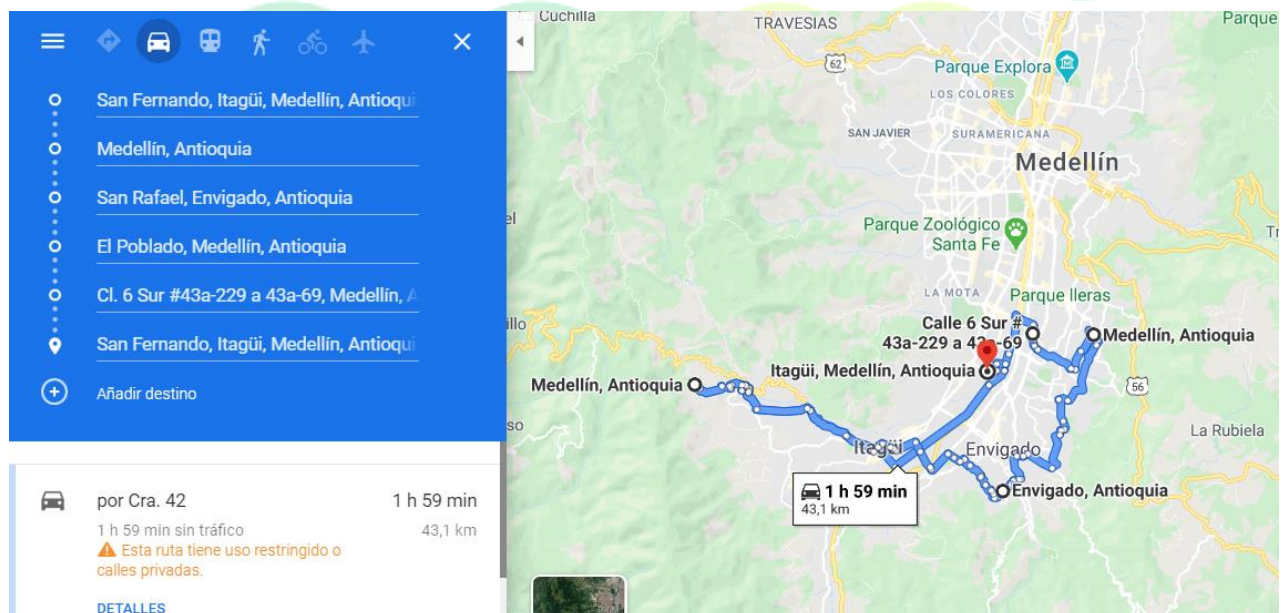 San Fernando, Itagüi, Medellín, Antioqui
Medellín, Antioquia
San Rafael, Envigado, Antioquia
El Poblado, Medellín, Antioquia
Cl. 6 Sur #43a-229 a 43a-69, Medellín, A
San Fernando, Itagüi, Medellín, Antioqui
Añadir destino
por Cra. 42
1 h 59 min
1 h 59 min sin tráfico
43,1 km
Esta ruta tiene uso restringido o
calles privadas.
DETALLES
Cuchilla
TRAVESIAS
Parque
62
Parque Explora
LOS COLORES
SAN JAVIER
SURAMERICANA
Medellín
Parque Zoológico
Santa Fe
LA MOTA
Parque lleras
Calle 6 Sur #
43a-229 a 43a-69
Medellín, Antioquia
Itagüi, Medellín, Antioquia
Medellín, Antioquia
56
La Rubiela
Itagüi
Envigado
1 h 59 min
43,1 km
Envigado, Antioquia